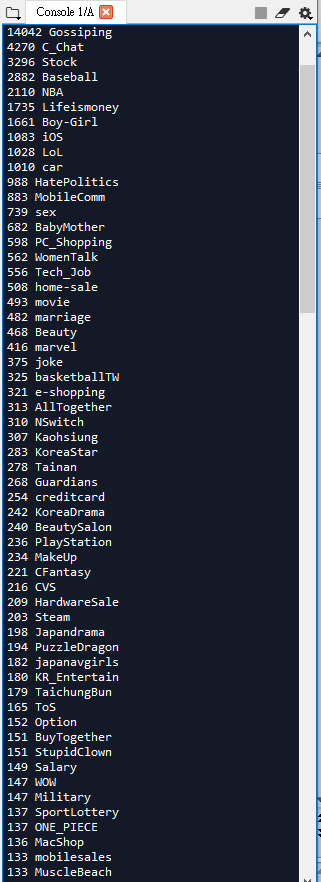 Console 1/A
14042 Gossiping
4270 C_Chat
3296 Stock
2882 Baseball
2110 NBA
1735 Lifeismoney
1661 Boy-Girl
1083 iOS
1028 LoL
1010 car
988 HatePolitics
883 MobileComm
739 sex
682 BabyMother
598 PC_Shopping
562 WomenTalk
556 Tech_Job
508 home-sale
493 movie
482 marriage
468 Beauty
416 marvel
375 joke
325 basketballTW
321 e-shopping
313 AllTogether
310 NSwitch
307 Kaohsiung
283 KoreaStar
278 Tainan
268 Guardians
254 creditcard
242 KoreaDrama
240 BeautySalon
236 PlayStation
234 MakeUp
221 CFantasy
216 CVS
209 HardwareSale
203 Steam
198 Japandrama
194 PuzzleDragon
182 japanavgirls
180 KR_Entertain
179 TaichungBun
165 ToS
152 Option
151 BuyTogether
151 StupidClown
149 Salary
147 WOW
147 Military
137 SportLottery
137 ONE_PIECE
136 MacShop
133 mobilesales
133 MuscleBeach